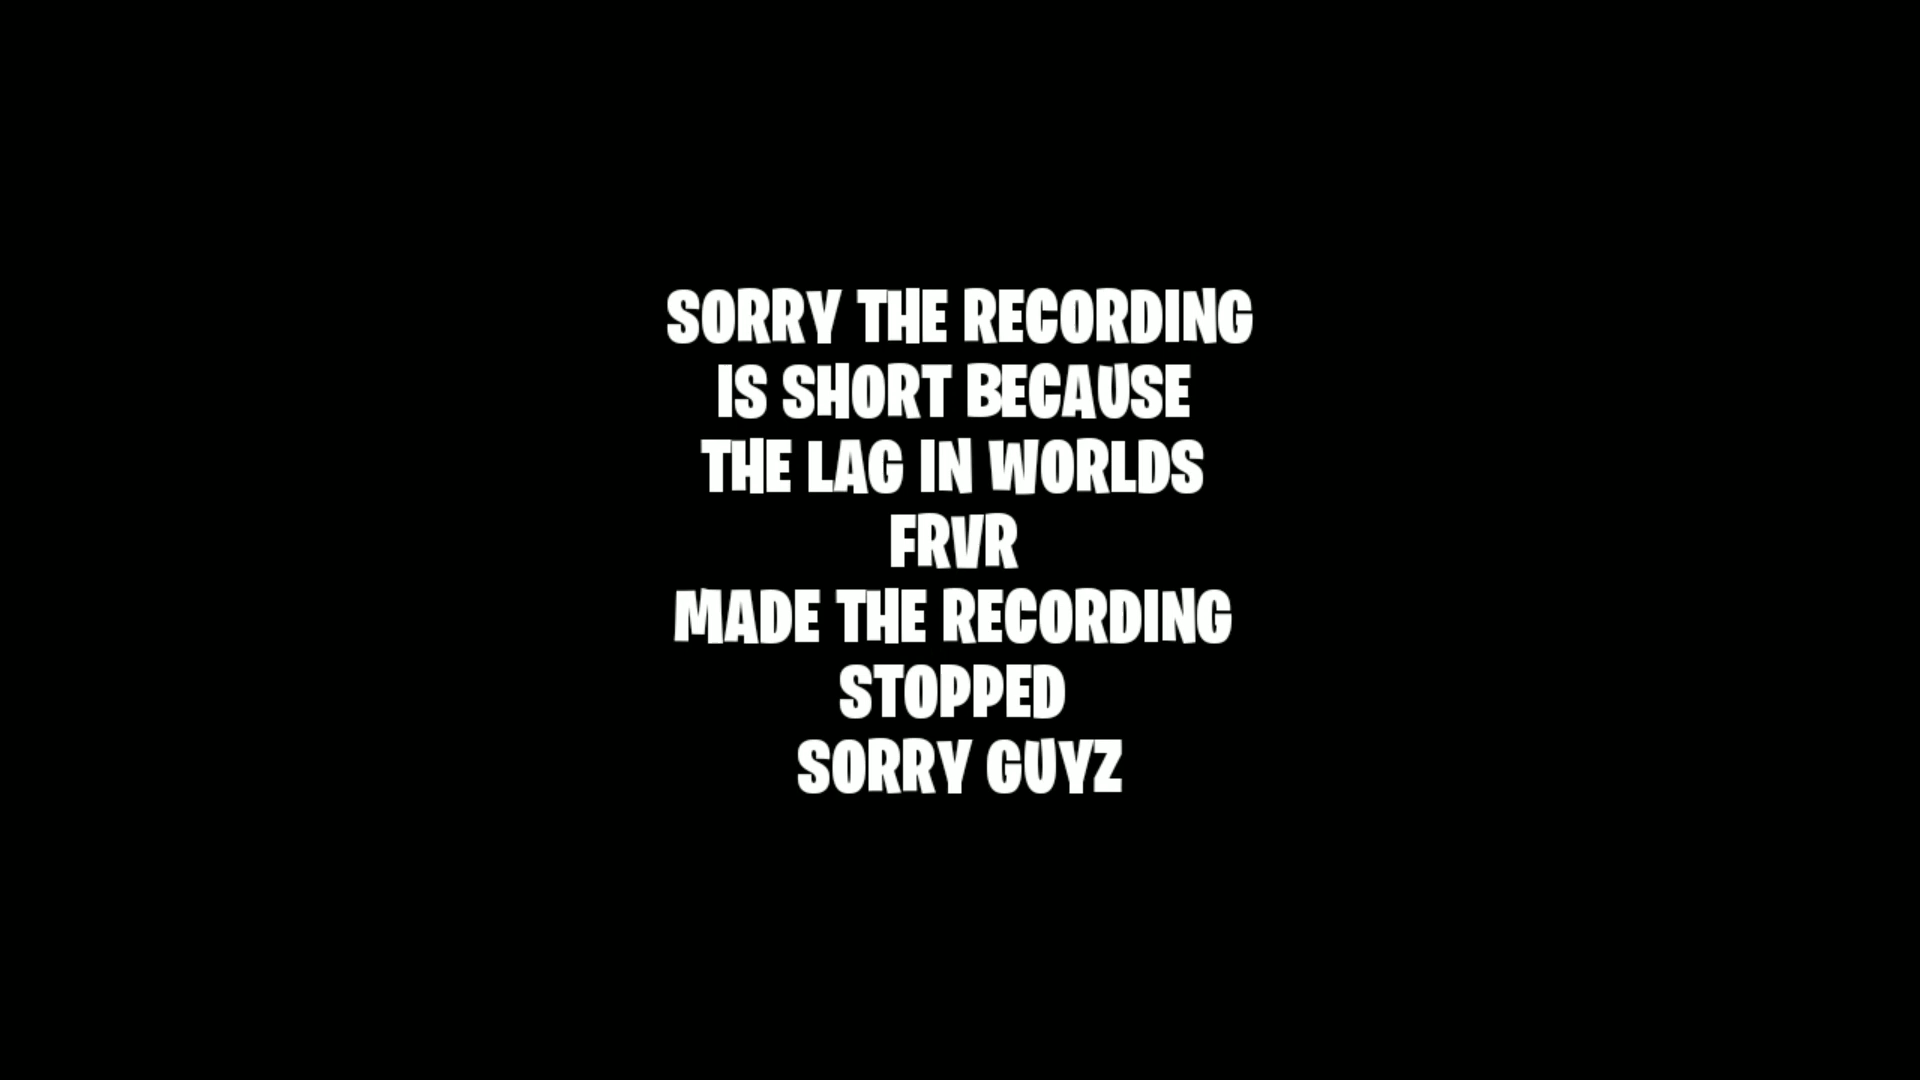 SORRY THE RECORDING
IS SHORT BECAUSE
THE LAG IN WORLDS
FRVR
MADE THE RECORDING
STOPPED
SORRY GUYZ